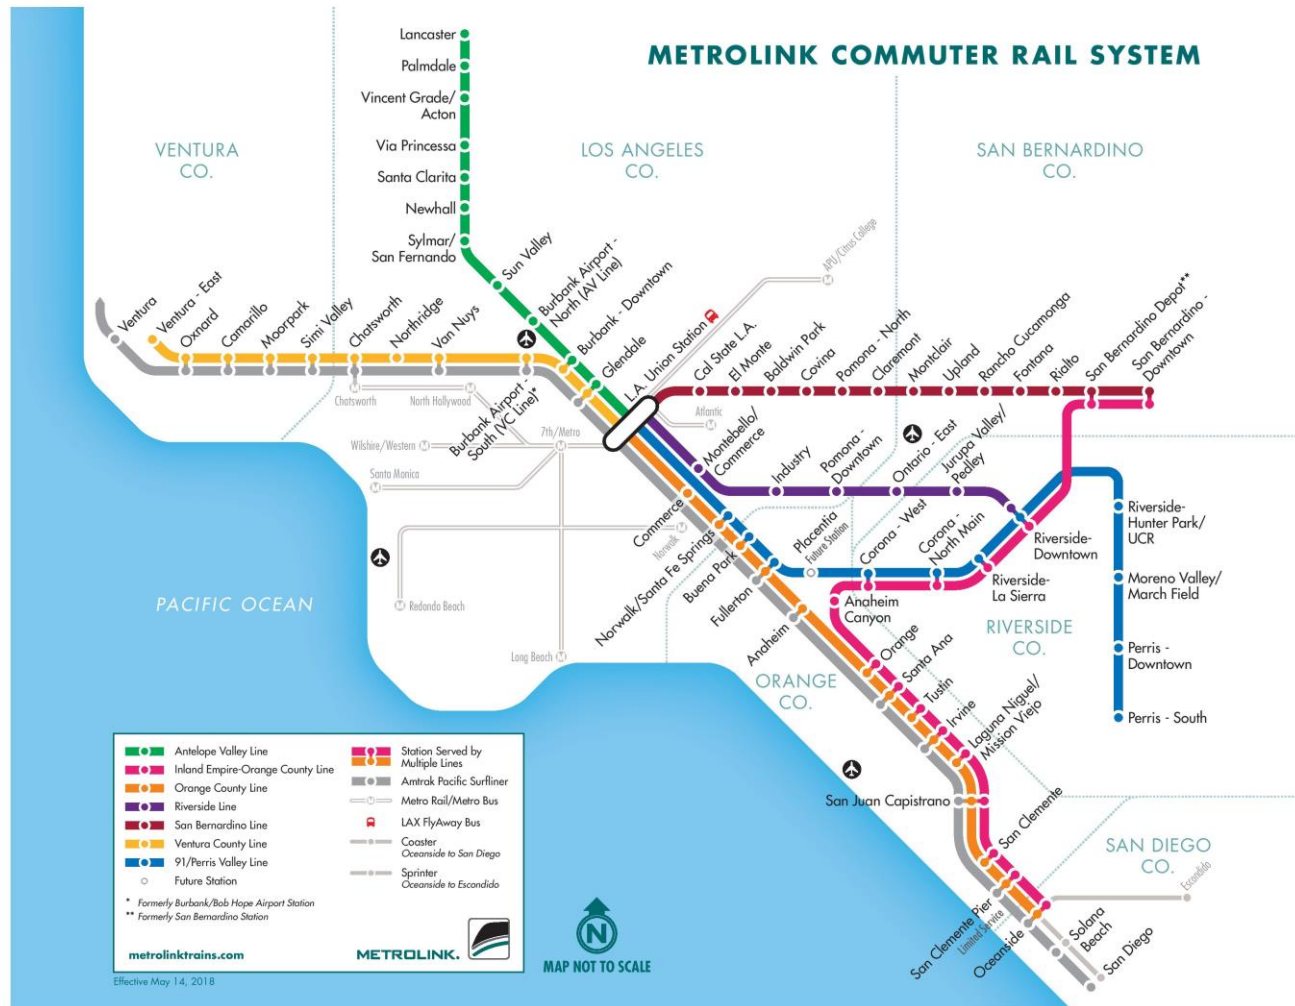 METROLINK COMMUTER RAIL SYSTEM
VENTURA
CO.
LOS ANGELES
CO.
SAN BERNARDINO
CO.
Lancaster
Palmdale
Vincent Grade/
Acton
Via Princessa
Santa Clarita
Newhall
Sylmar/
San Fernando
Sun Valley
Burbank Airport -
North (AV Line)
Burbank - Downtown
Glendale
L.A. Union Station
APU/Citrus College
Ventura
Ventura - East
Oxnard
Camarillo
Moorpark
Simi Valley
Chatsworth
Northridge
Van Nuys
Burbank Airport -
South (VC Line)*
Chatsworth
North Hollywood
Wilshire/Western
7th/Metro
Santa Monica
Atlantic
Cal State L.A.
El Monte
Baldwin Park
Covina
Pomona - North
Claremont
Montclair
Upland
Rancho Cucamonga
Fontana
Rialto
San Bernardino Depot**
San Bernardino -
Downtown
Montebello/
Commerce
Industry
Pomona -
Downtown
Ontario - East
Jurupa Valley/
Pedley
Commerce
Norwalk
Norwalk/Santa Fe Springs
Buena Park
Fullerton
Placentia
Future Station
Corona - West
Corona -
North Main
Riverside-
Downtown
Riverside-
La Sierra
Riverside-
Hunter Park/
UCR
Moreno Valley/
March Field
Perris -
Downtown
Perris - South
PACIFIC OCEAN
Redondo Beach
Long Beach
Anaheim
Anaheim
Canyon
RIVERSIDE
CO.
ORANGE
CO.
Orange
Santa Ana
Tustin
Irvine
Laguna Niguel/
Mission Viejo
San Juan Capistrano
San Clemente
SAN DIEGO
CO.
Escondido
San Clemente Pier
Limited Service
Oceanside
Solana
Beach
San Diego
Antelope Valley Line
Inland Empire-Orange County Line
Orange County Line
Riverside Line
San Bernardino Line
Ventura County Line
91/Perris Valley Line
Future Station
* Formerly Burbank/Bob Hope Airport Station
** Formerly San Bernardino Station
Station Served by
Multiple Lines
Amtrak Pacific Surfliner
M Metro Rail/Metro Bus
LAX FlyAway Bus
Coaster
Oceanside to San Diego
Sprinter
Oceanside to Escondido
metrolinktrains.com
METROLINK.
Effective May 14, 2018
N
MAP NOT TO SCALE